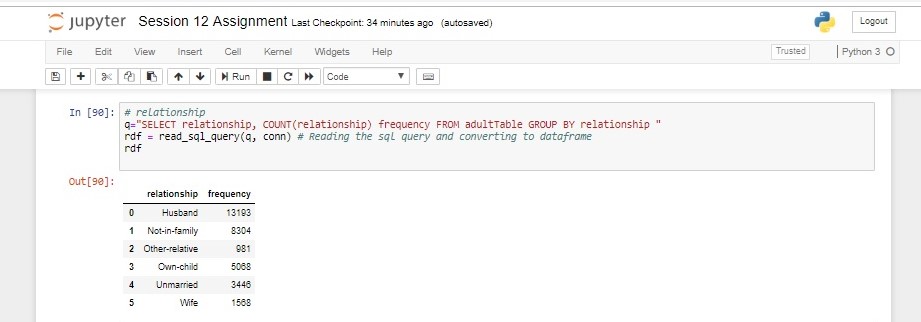 jupyter Session 12 Assignment Last Checkpoint: 34 minutes ago (autosaved) Logout
File Edit View Insert Cell Kernel Widgets Help Trusted Python 3
Run Code
In [90]: # relationship
q="SELECT relationship, COUNT(relationship) frequency FROM adultTable GROUP BY relationship "
rdf = read_sql_query(q, conn) # Reading the sql query and converting to dataframe
rdf
Out[90]:
relationship frequency
0 Husband 13193
1 Not-in-family 8304
2 Other-relative 981
3 Own-child 5068
4 Unmarried 3446
5 Wife 1568